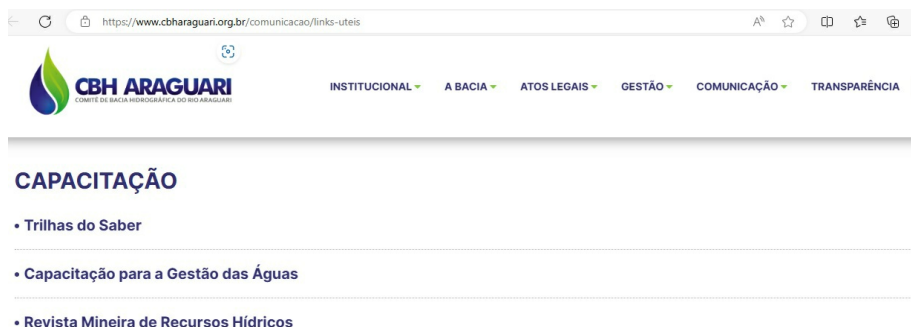 https://www.cbharaguari.org.br/comunicacao/links-uteis
CBH ARAGUARI
COMITÊ DE BACIA HIDROGRÁFICA DO RIO ARAGUARI
INSTITUCIONAL A BACIA ATOS LEGAIS GESTÃO COMUNICAÇÃO TRANSPARÊNCIA
CAPACITAÇÃO
• Trilhas do Saber
• Capacitação para a Gestão das Águas
• Revista Mineira de Recursos Hídricos